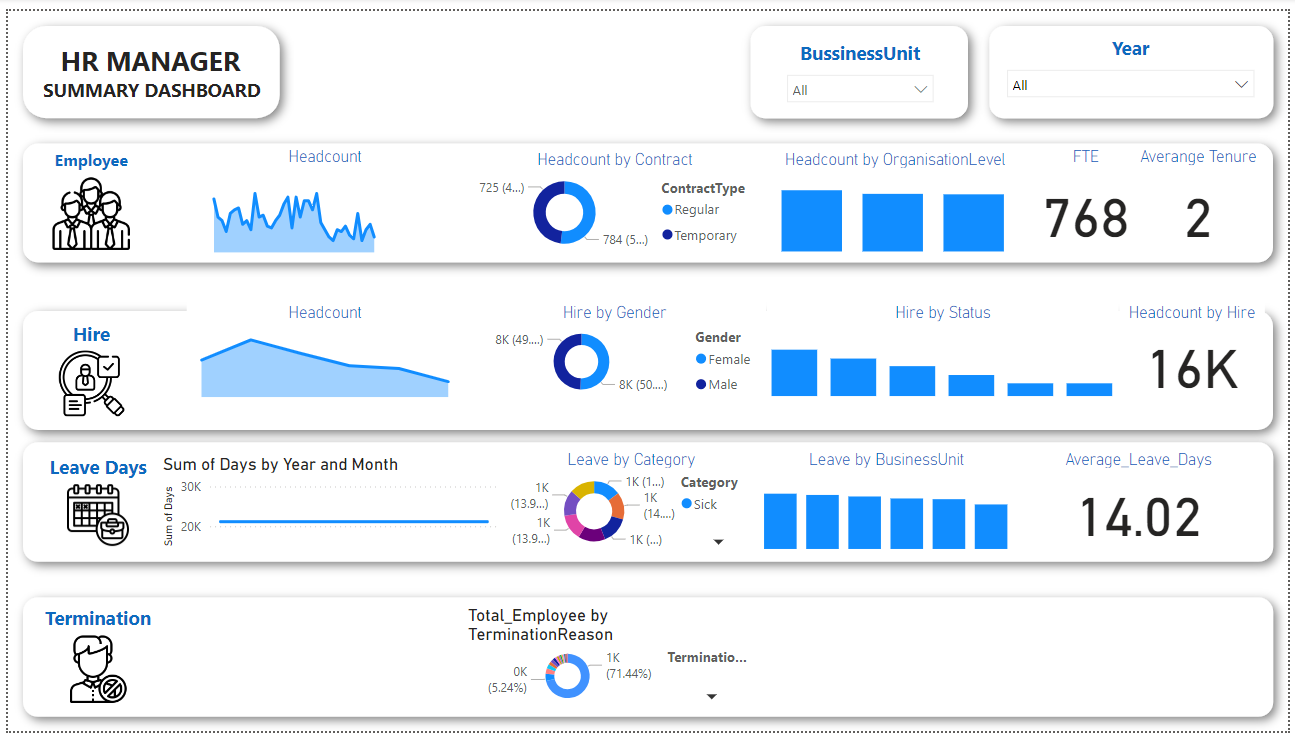 HR MANAGER
SUMMARY DASHBOARD
BussinessUnit
All
Year
All
Employee
Headcount
Headcount by Contract
725 (4...)
784 (5...)
ContractType
Regular
Temporary
Headcount by OrganisationLevel
FTE
768
Averange Tenure
2
Hire
Headcount
Hire by Gender
8K (49....)
8K (50....)
Gender
Female
Male
Hire by Status
Headcount by Hire
16K
Leave Days
Sum of Days by Year and Month
Sum of Days
30K
20K
Leave by Category
1K (1...)
1K
(14....)
1K (...)
1K
(13.9...)
1K
(13.9...)
Category
Sick
Leave by BusinessUnit
Average_Leave_Days
14.02
Termination
Total_Employee by
TerminationReason
1K
(71.44%)
0K
(5.24%)
Terminatio...